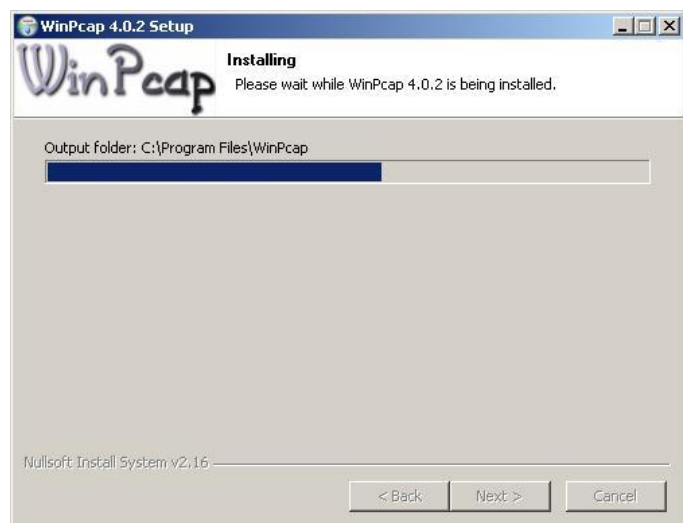 WinPcap 4.0.2 Setup
WinPcap
Installing
Please wait while WinPcap 4.0.2 is being installed.
Output folder: C:\Program Files\WinPcap
Nullsoft Install System v2.16
< Back
Next >
Cancel